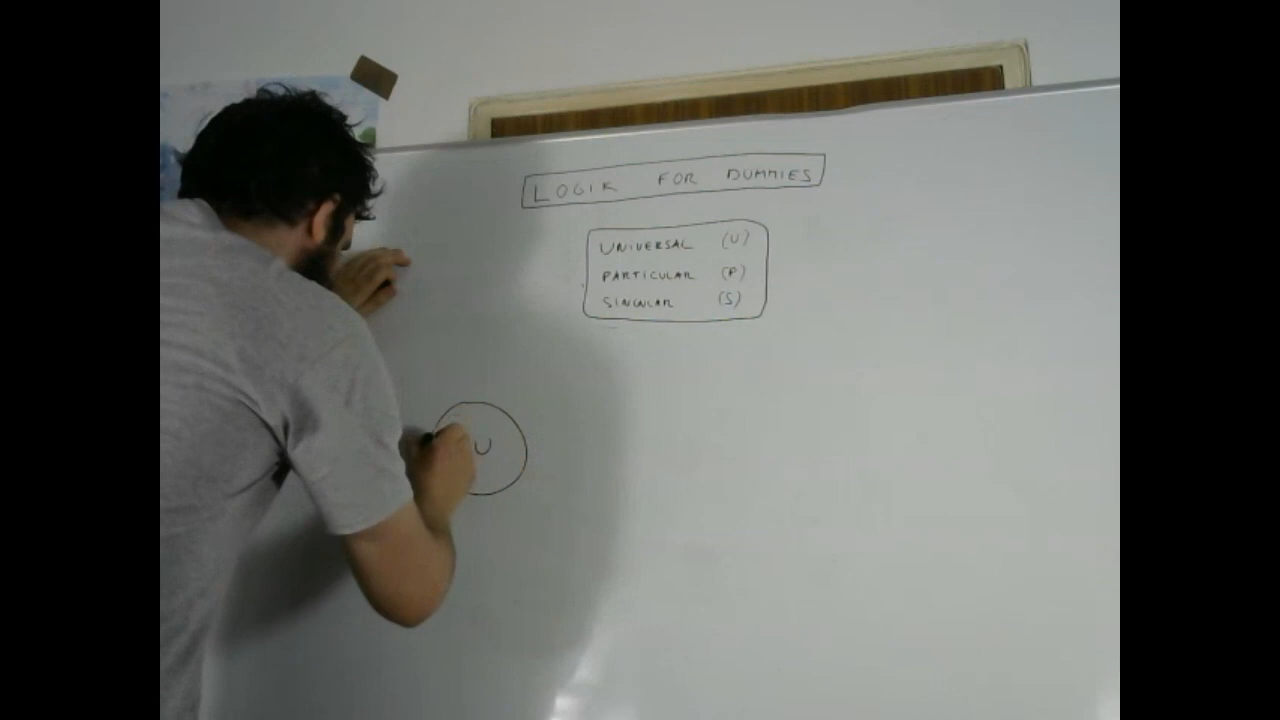 LOGIK FOR DUMMIES
UNIVERSAL (U)
PARTICULAR (P)
SINGULAR (S)
U